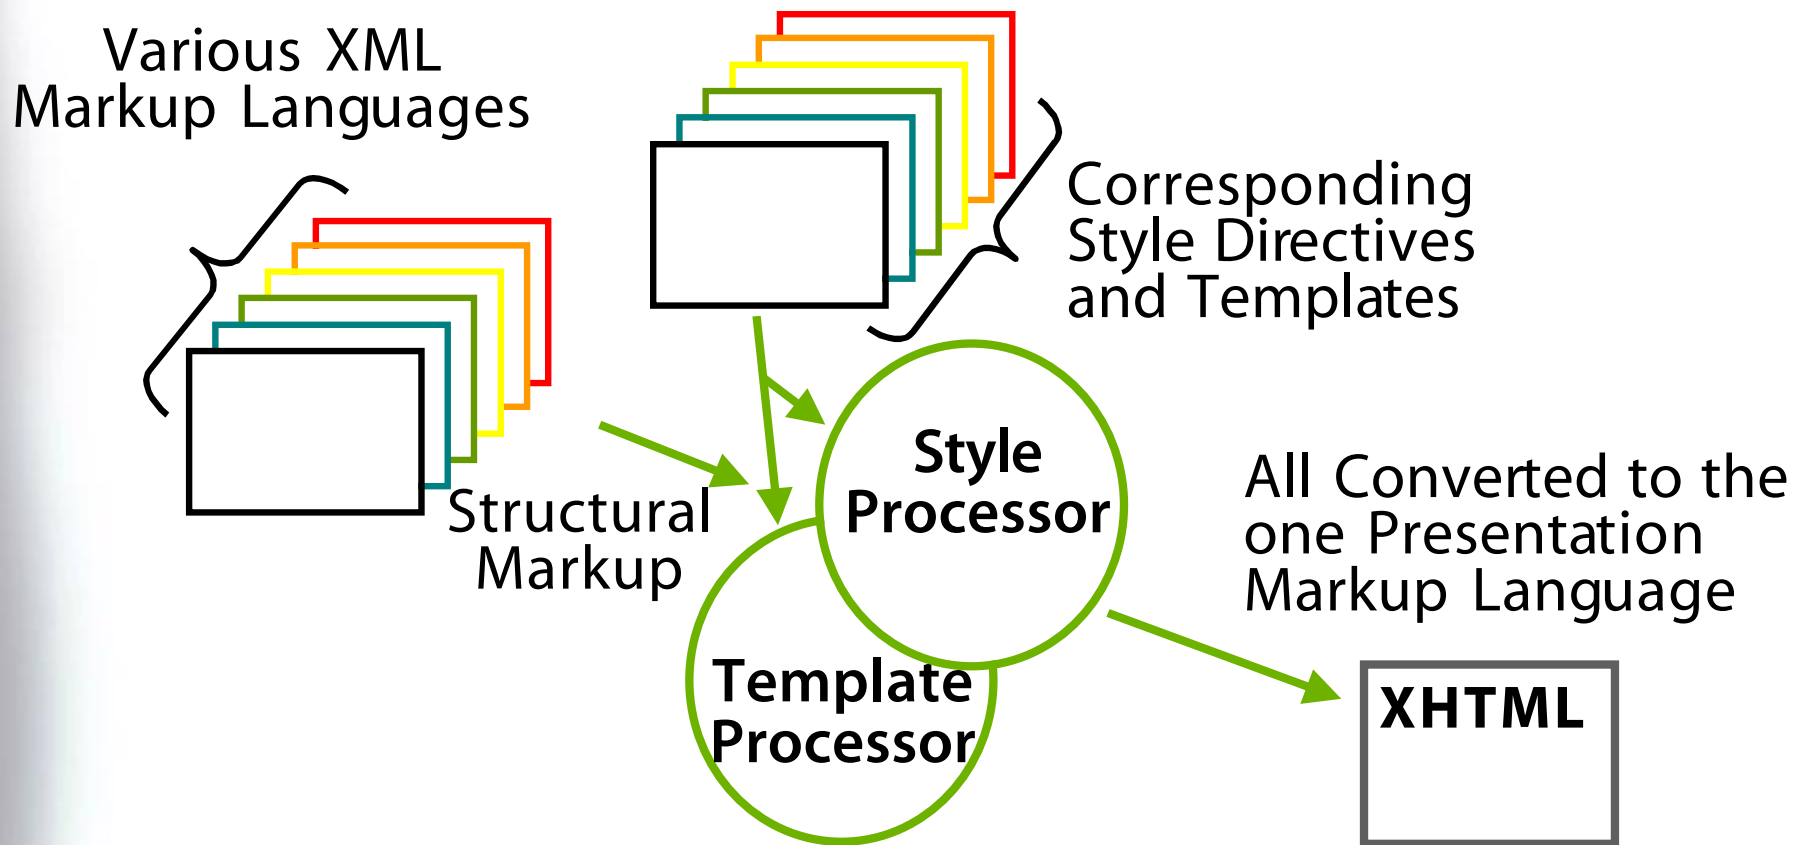 Various XML
Markup Languages
Corresponding
Style Directives
and Templates
Structural
Markup
Style
Processor
Template
Processor
All Converted to the
one Presentation
Markup Language
XHTML